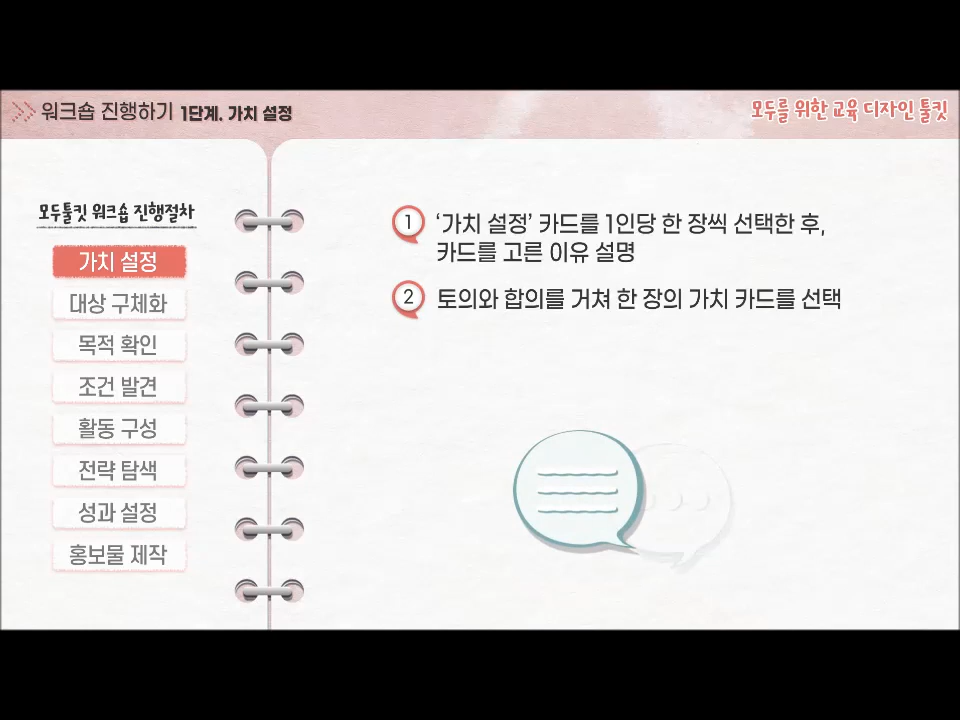 워크숍 진행하기 1단계. 가치 설정
모두를 위한 교육 디자인 툴킷
모두툴킷 워크숍 진행절차
가치 설정
대상 구체화
목적 확인
조건 발견
활동 구성
전략 탐색
성과 설정
홍보물 제작
1 ‘가치 설정’ 카드를 1인당 한 장씩 선택한 후,
카드를 고른 이유 설명
2 토의와 합의를 거쳐 한 장의 가치 카드를 선택